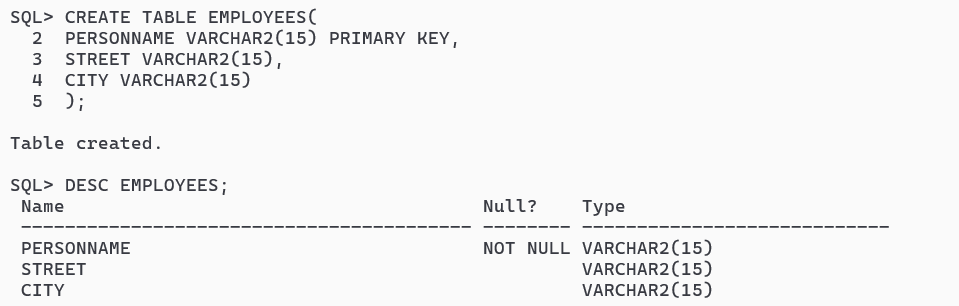 SQL> CREATE TABLE EMPLOYEES(
  2  PERSONNAME VARCHAR2(15) PRIMARY KEY,
  3  STREET VARCHAR2(15),
  4  CITY VARCHAR2(15)
  5  );

Table created.

SQL> DESC EMPLOYEES;
 Name                                      Null?    Type
 ----------------------------------------- -------- ----------------------------
 PERSONNAME                                NOT NULL VARCHAR2(15)
 STREET                                             VARCHAR2(15)
 CITY                                               VARCHAR2(15)